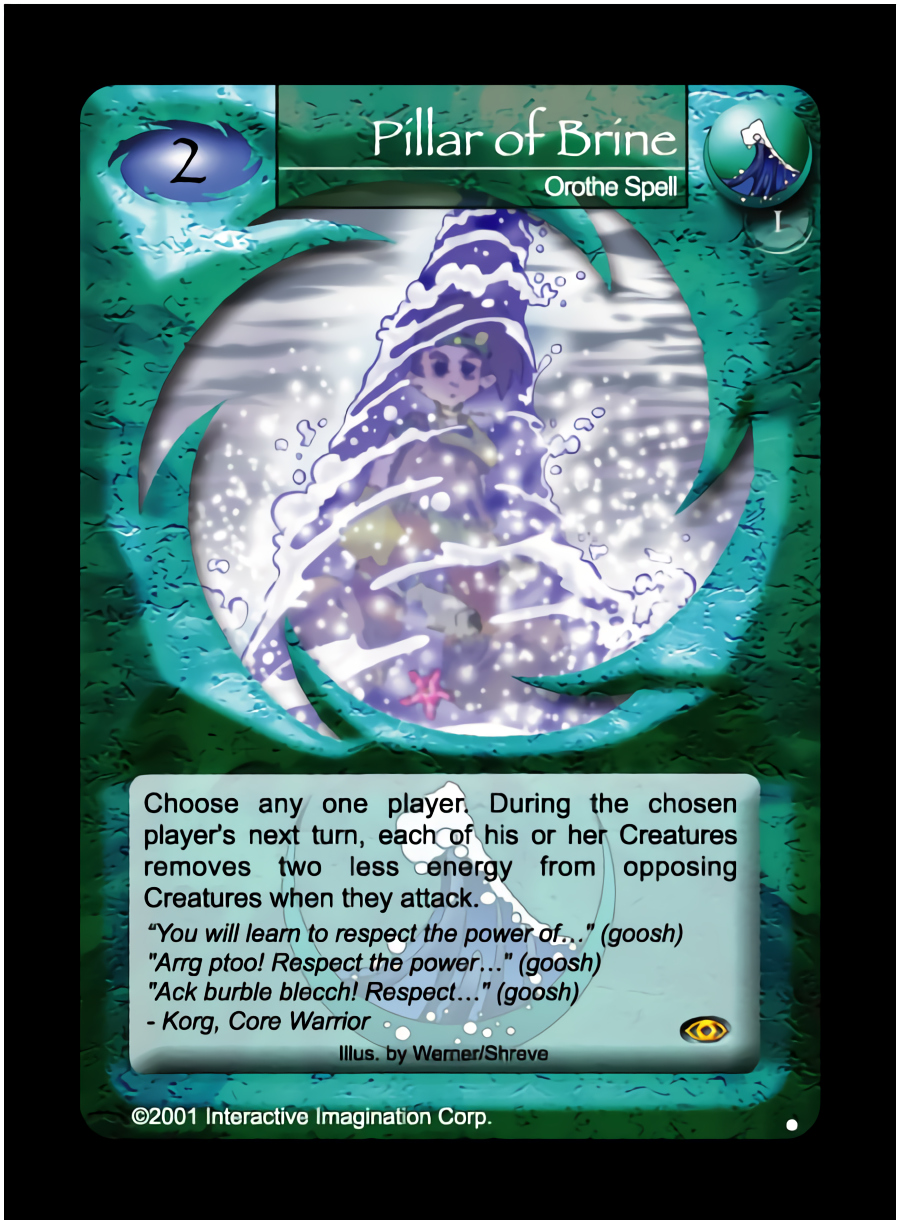 2
Pillar of Brine
Orothe Spell
1
Choose any one player. During the chosen
player's next turn, each of his or her Creatures
removes two less energy from opposing
Creatures when they attack.
“You will learn to respect the power of…" (goosh)
"Arrg ptoo! Respect the power…" (goosh)
"Ack burble blecch! Respect…" (goosh)
- Korg, Core Warrior
Illus. by Werner/Shreve
©2001 Interactive Imagination Corp.